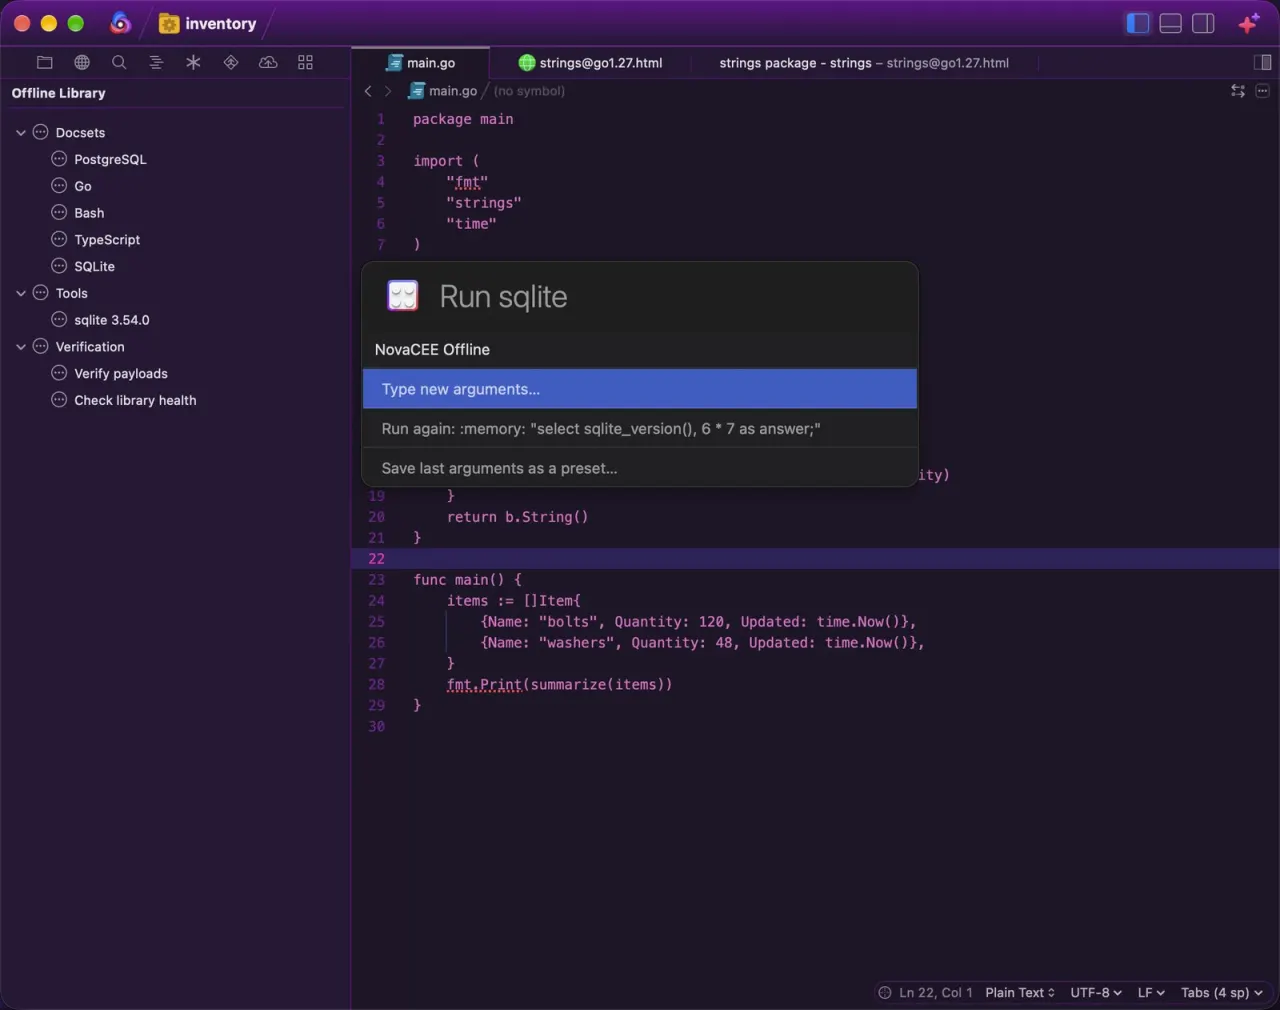 inventory
main.go
strings@go1.27.html
strings package - strings – strings@go1.27.html
Offline Library
main.go
(no symbol)
Docsets
PostgreSQL
Go
Bash
TypeScript
SQLite
Tools
sqlite 3.54.0
Verification
Verify payloads
Check library health
1 package main
2
3 import (
4 "fmt"
5 "strings"
6 "time"
7 )
Run sqlite
NovaCEE Offline
Type new arguments...
Run again: :memory: "select sqlite_version(), 6 * 7 as answer;"
Save last arguments as a preset...
ity)
19 }
20 return b.String()
21 }
22
23 func main() {
24 items := []Item{
25 {Name: "bolts", Quantity: 120, Updated: time.Now()},
26 {Name: "washers", Quantity: 48, Updated: time.Now()},
27 }
28 fmt.Print(summarize(items))
29 }
30
Ln 22, Col 1 Plain Text UTF-8 LF Tabs (4 sp)